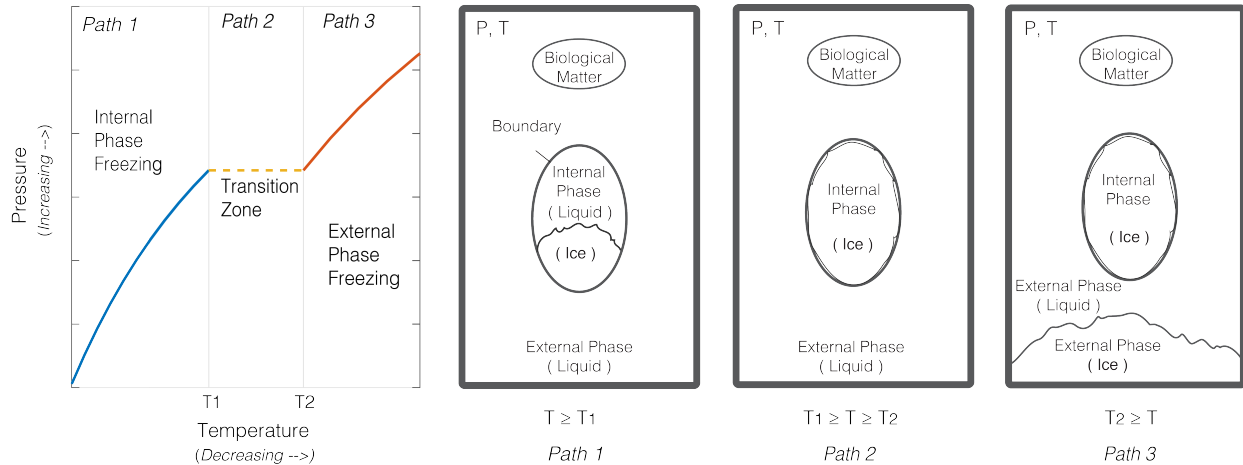 Path 1
Path 2
Path 3
Internal
Phase
Freezing
Transition
Zone
External
Phase
Freezing
Pressure
(Increasing -->)
T1
T2
Temperature
(Decreasing -->)
P, T
Biological
Matter
Boundary
Internal
Phase
( Liquid )
( Ice )
External Phase
( Liquid )
T ≥ T1
Path 1
P, T
Biological
Matter
Internal
Phase
( Ice )
External Phase
( Liquid )
T1 ≥ T ≥ T2
Path 2
P, T
Biological
Matter
Internal
Phase
( Ice )
External Phase
( Liquid )
External Phase
( Ice )
T2 ≥ T
Path 3